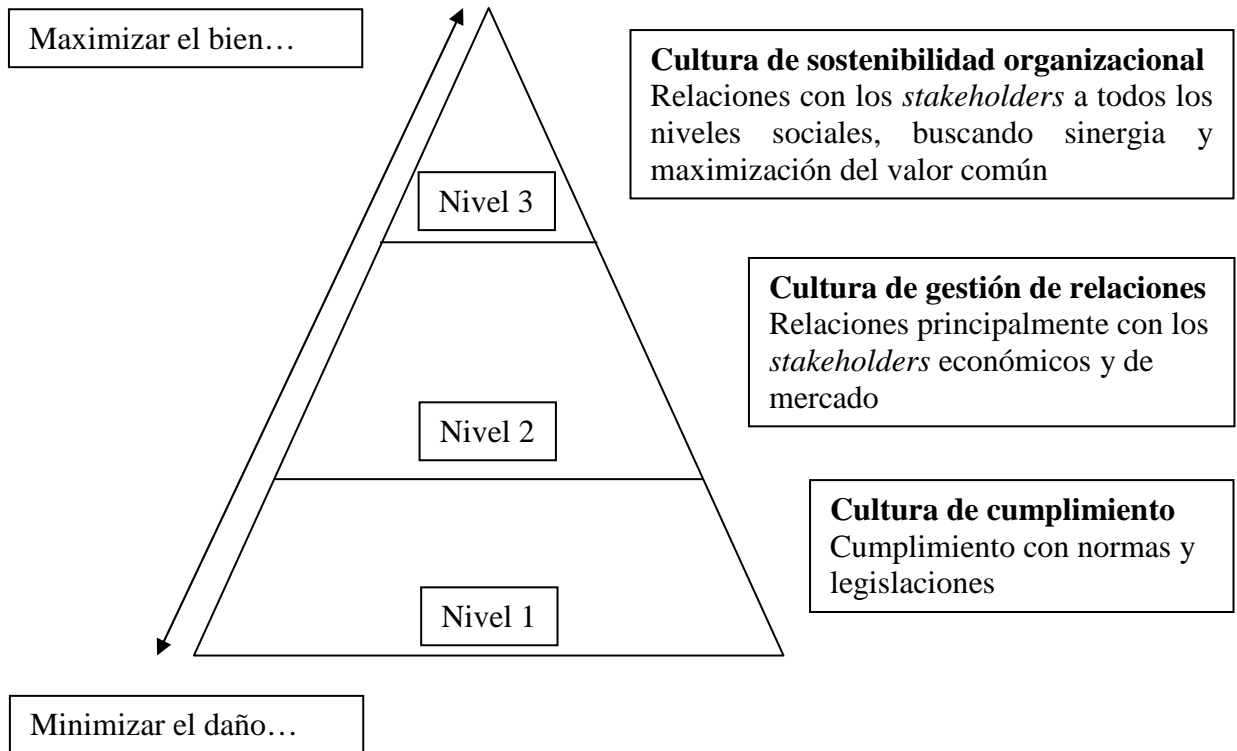 Maximizar el bien…
Cultura de sostenibilidad organizacional
Relaciones con los stakeholders a todos los
niveles sociales, buscando sinergia y
maximización del valor común
Nivel 3
Cultura de gestión de relaciones
Relaciones principalmente con los
stakeholders económicos y de
mercado
Nivel 2
Cultura de cumplimiento
Cumplimiento con normas y
legislaciones
Nivel 1
Minimizar el daño…